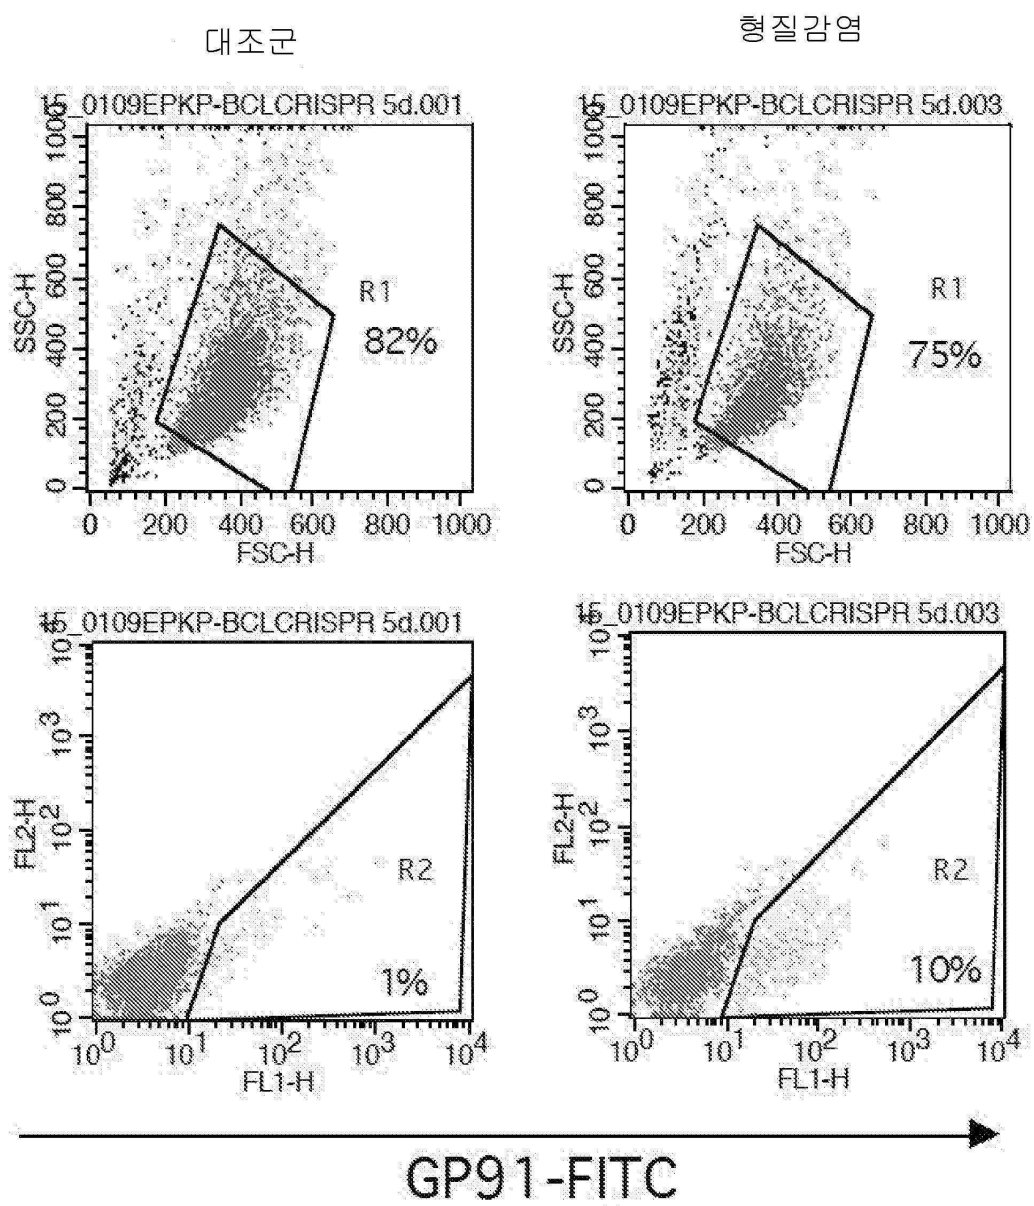 대조군
형질감염
15_0109EPKP-BCLCRISPR 5d.001
SSC-H
1000
800
600
400
200
0
R1
82%
0 200 400 600 800 1000
FSC-H
15_0109EPKP-BCLCRISPR 5d.003
SSC-H
1000
800
600
400
200
0
R1
75%
0 200 400 600 800 1000
FSC-H
_0109EPKP-BCLCRISPR 5d.001
FL2-H
10
10³
10²
10¹
10⁰
R2
1%
10⁰ 10¹ 10² 10³ 10⁴
FL1-H
15_0109EPKP-BCLCRISPR 5d.003
FL2-H
10
10³
10²
10¹
10⁰
R2
10%
10⁰ 10¹ 10² 10³ 10⁴
FL1-H
GP91-FITC